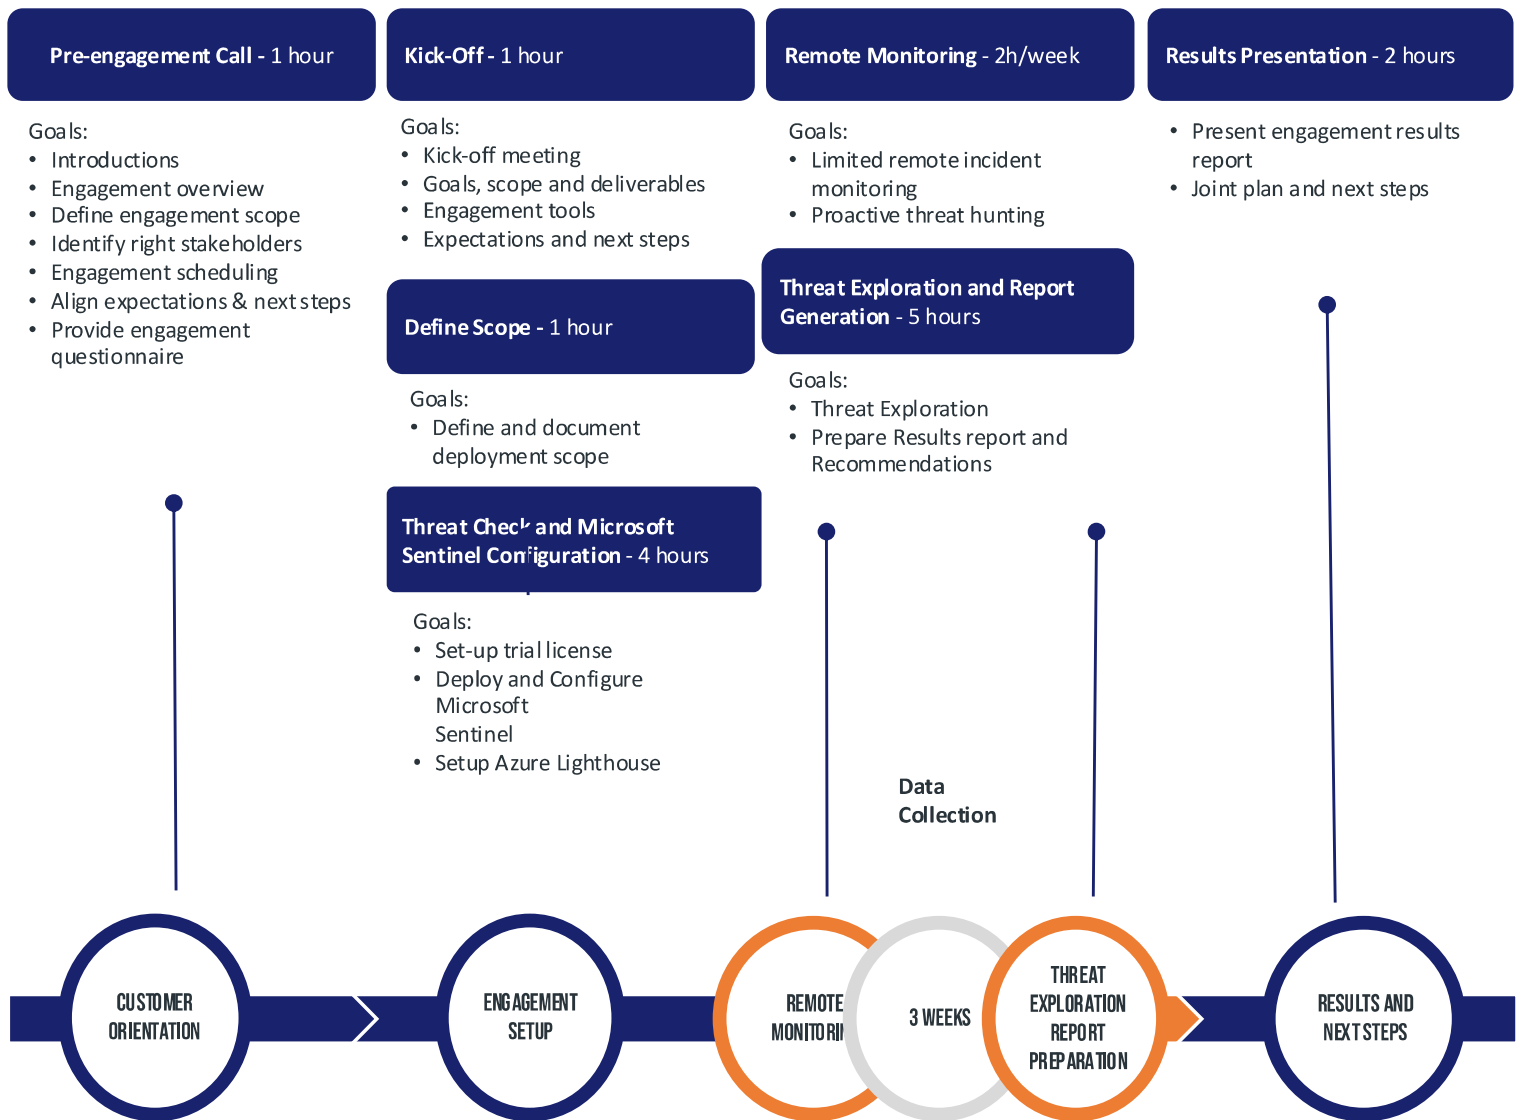 Pre-engagement Call - 1 hour
Goals:
• Introductions
• Engagement overview
• Define engagement scope
• Identify right stakeholders
• Engagement scheduling
• Align expectations & next steps
• Provide engagement
questionnaire
Kick-Off - 1 hour
Goals:
• Kick-off meeting
• Goals, scope and deliverables
• Engagement tools
• Expectations and next steps
Define Scope - 1 hour
Goals:
• Define and document
deployment scope
Threat Check and Microsoft
Sentinel Configuration - 4 hours
Goals:
• Set-up trial license
• Deploy and Configure
Microsoft
Sentinel
• Setup Azure Lighthouse
Remote Monitoring - 2h/week
Goals:
• Limited remote incident
monitoring
• Proactive threat hunting
Threat Exploration and Report
Generation - 5 hours
Goals:
• Threat Exploration
• Prepare Results report and
Recommendations
Data
Collection
Results Presentation - 2 hours
• Present engagement results
report
• Joint plan and next steps
CUSTOMER
ORIENTATION
ENGAGEMENT
SETUP
REMOTE
MONITORIN
3 WEEKS
THREAT
EXPLORATION
REPORT
PREPARATION
RESULTS AND
NEXT STEPS